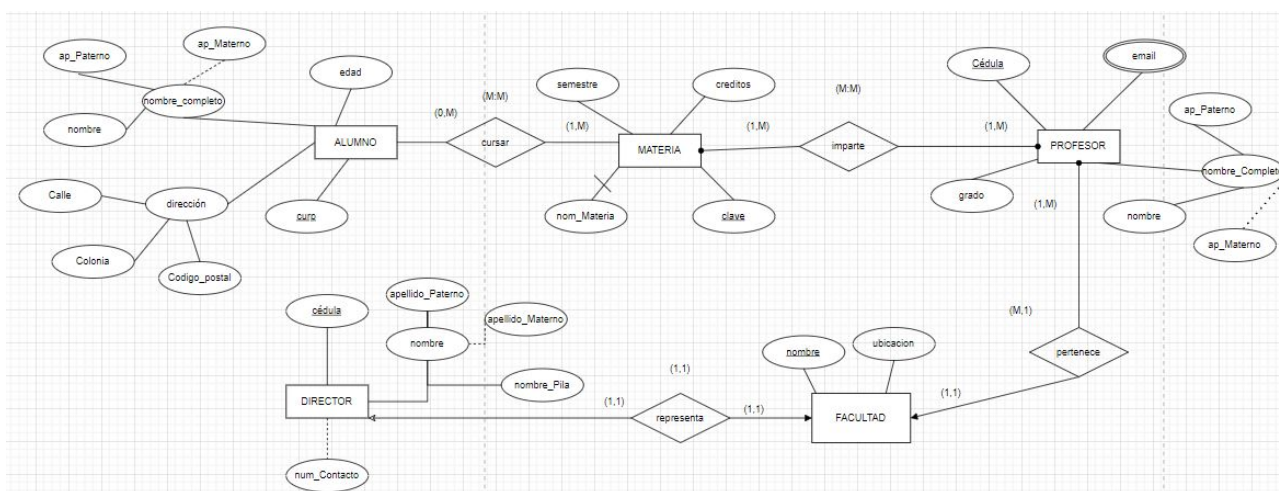 ap_Materno
ap_Paterno
edad
nombre_completo
nombre
ALUMNO
Calle
dirección
curp
Colonia
Codigo_postal
(0,M)
(M:M)
cursar
(1,M)
semestre
creditos
MATERIA
nom_Materia
clave
(1,M)
(M:M)
imparte
(1,M)
Cédula
email
PROFESOR
grado
ap_Paterno
nombre_Completo
nombre
ap_Materno
(1,M)
(M,1)
pertenece
(1,1)
cédula
apellido_Paterno
apellido_Materno
nombre
nombre_Pila
DIRECTOR
num_Contacto
(1,1)
(1,1)
representa
(1,1)
nombre
ubicacion
FACULTAD